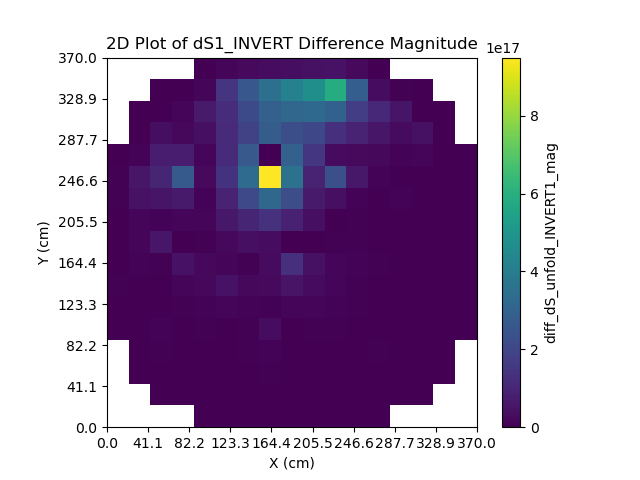 2D Plot of dS1_INVERT Difference Magnitude
1e17
370.0
328.9
287.7
246.6
205.5
164.4
123.3
82.2
41.1
0.0
Y (cm)
0.0 41.1 82.2 123.3 164.4 205.5 246.6 287.7 328.9 370.0
X (cm)
8
6
4
2
0
diff_dS_unfold_INVERT1_mag